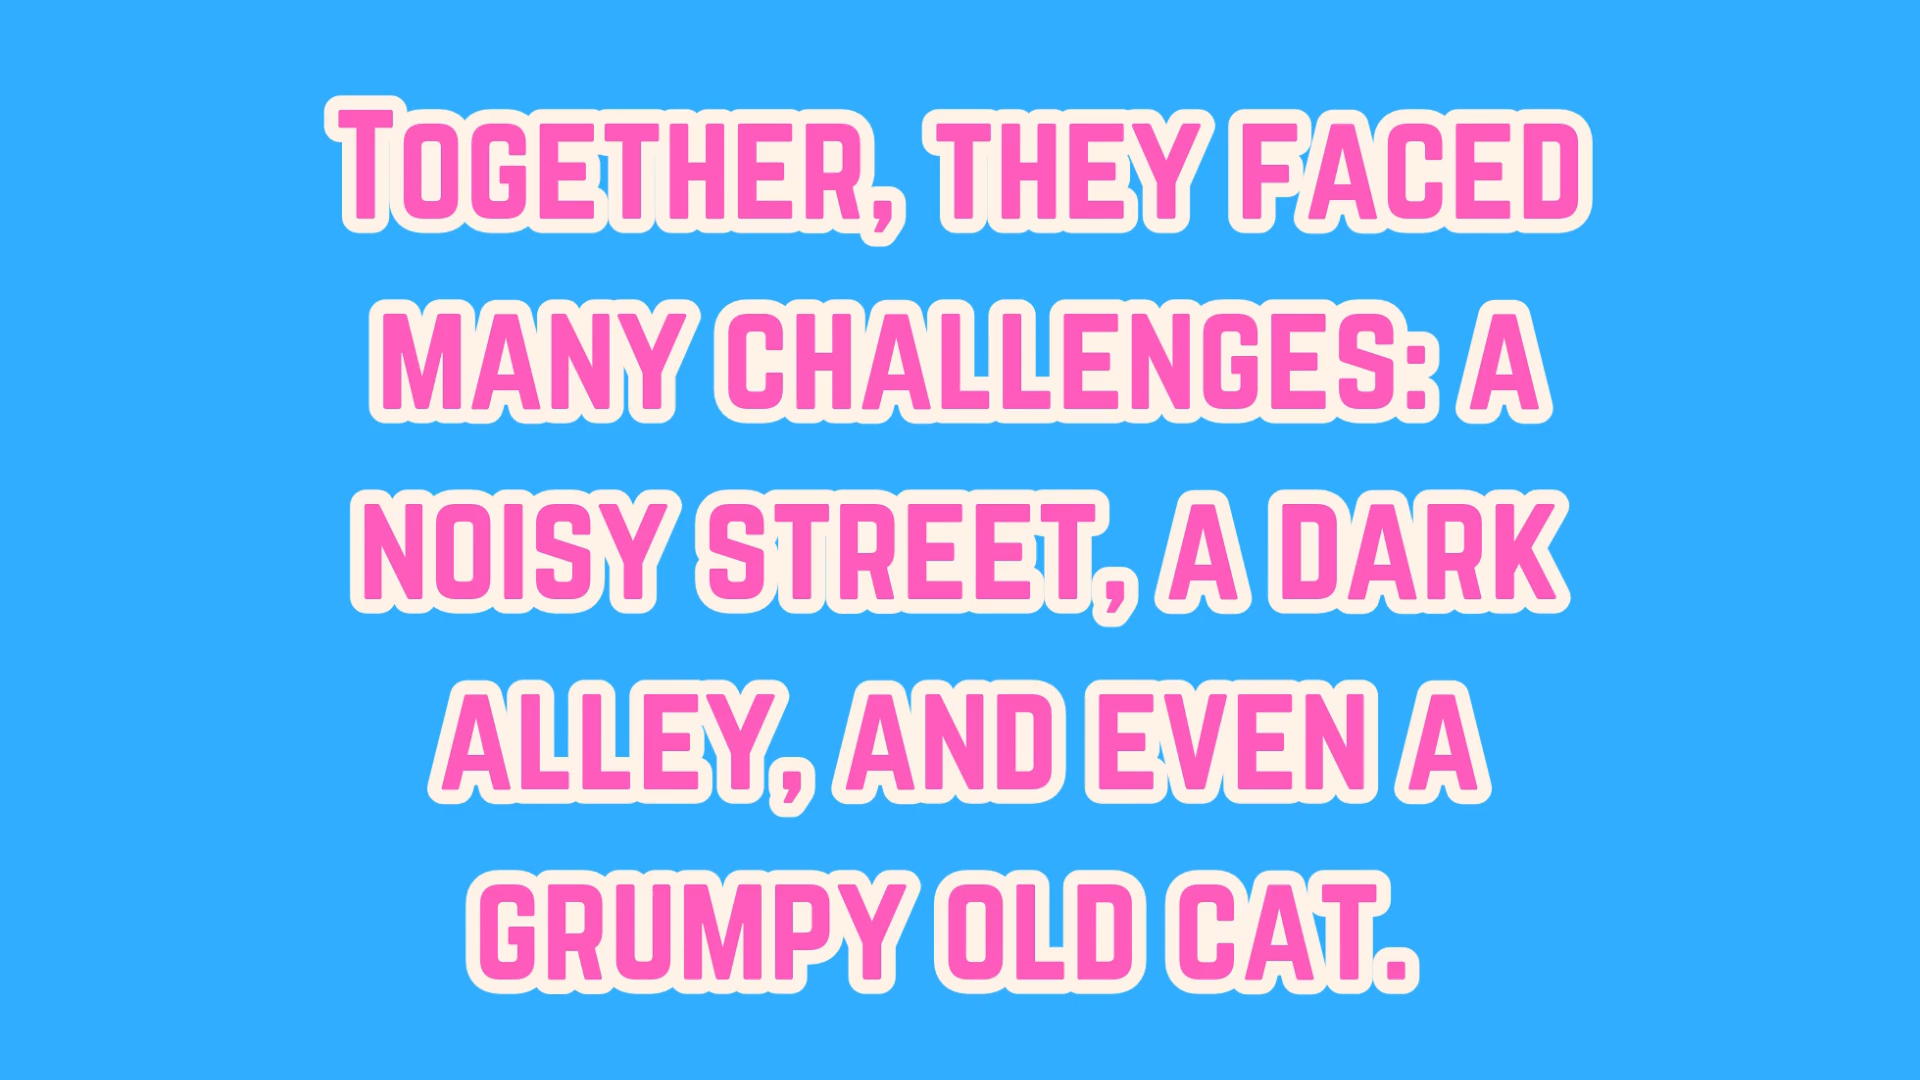 Together, they faced
many challenges: a
noisy street, a dark
alley, and even a
grumpy old cat.